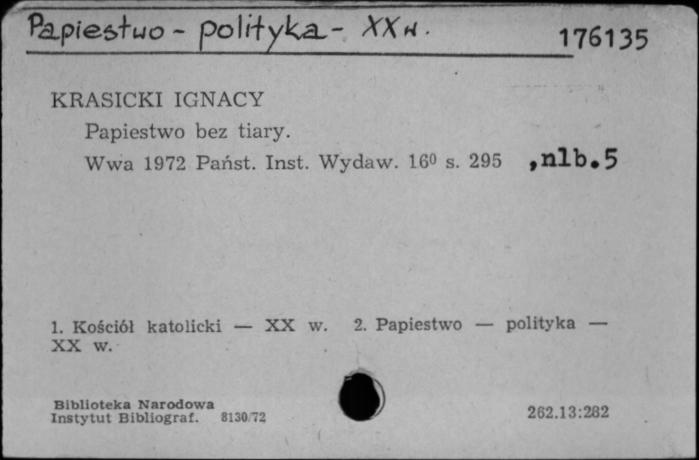 Papiestwo - polityka - XX w.
176135
KRASICKI IGNACY
Papiestwo bez tiary.
Wwa 1972 Państ. Inst. Wydaw. 16⁰ s. 295 ,nlb.5
1. Kościół katolicki — XX w. 2. Papiestwo — polityka —
XX w.
Biblioteka Narodowa
Instytut Bibliograf. 8130/72
262.13:282